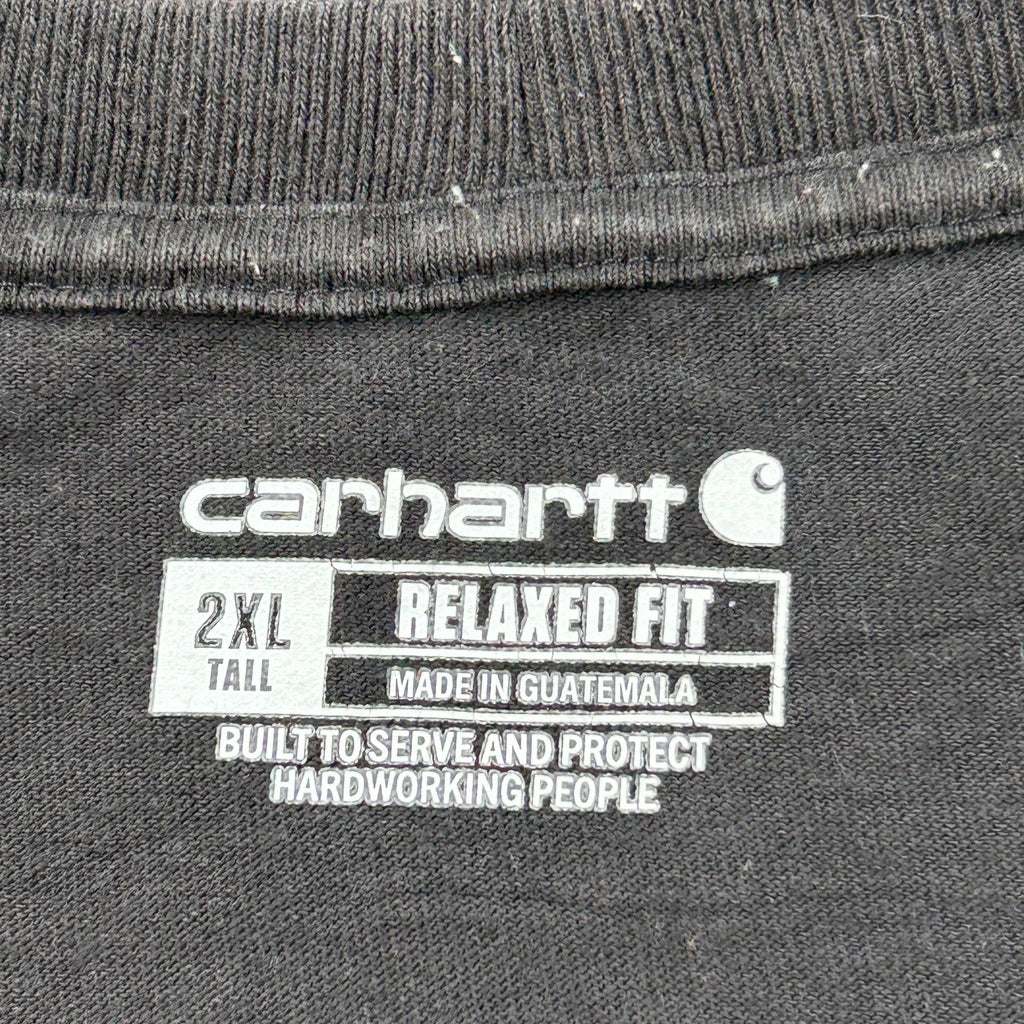 carhartt
2XL
TALL
RELAXED FIT
MADE IN GUATEMALA
BUILT TO SERVE AND PROTECT
HARDWORKING PEOPLE